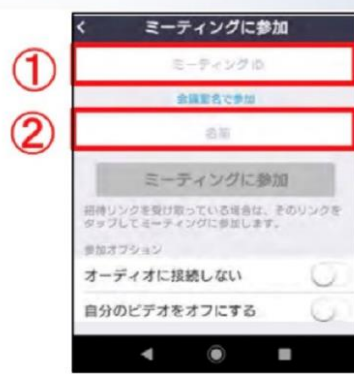 ミーティングに参加
①
ミーティング ID
会議室名で参加
②
名前
ミーティングに参加
招待リンクを受け取っている場合は、そのリンクを
タップしてミーティングに参加します。
参加オプション
オーディオに接続しない
自分のビデオをオフにする